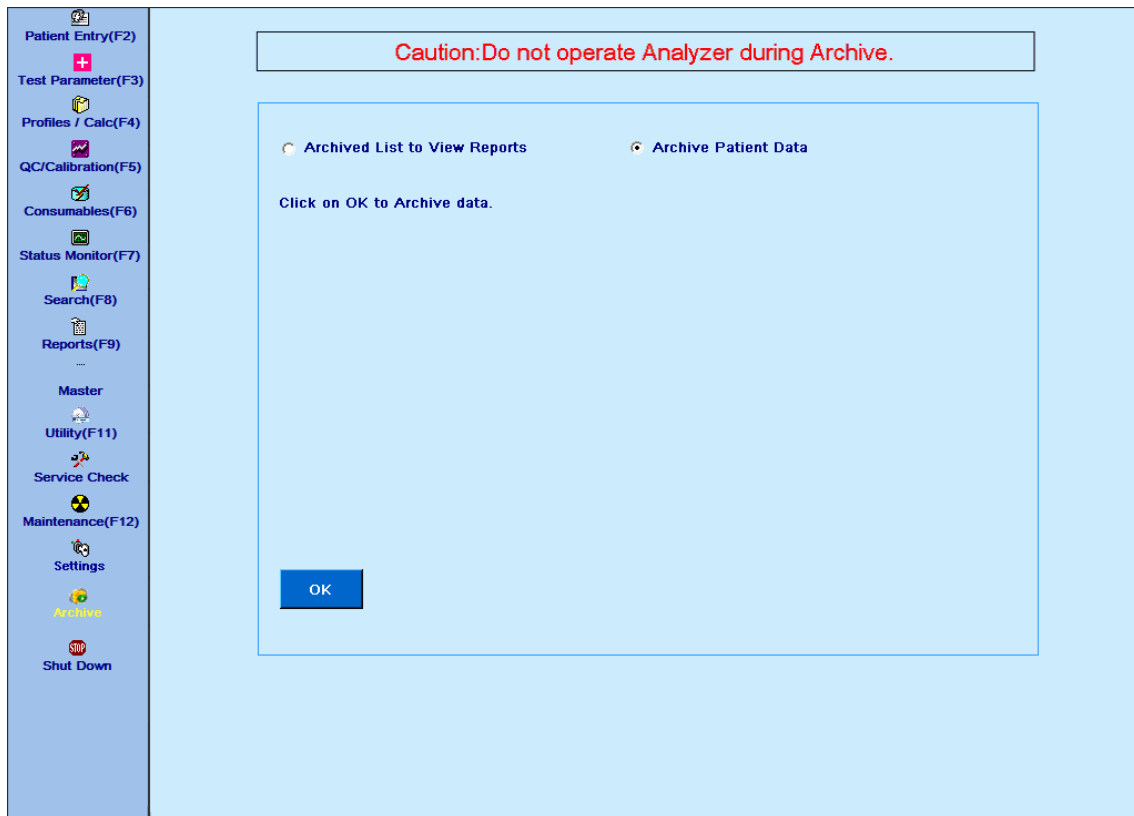 Patient Entry(F2)
Test Parameter(F3)
Profiles / Calc(F4)
QC/Calibration(F5)
Consumables(F6)
Status Monitor(F7)
Search(F8)
Reports(F9)
...
Master
Utility(F11)
Service Check
Maintenance(F12)
Settings
Archive
STOP
Shut Down
Caution:Do not operate Analyzer during Archive.
Archived List to View Reports
Archive Patient Data
Click on OK to Archive data.
OK